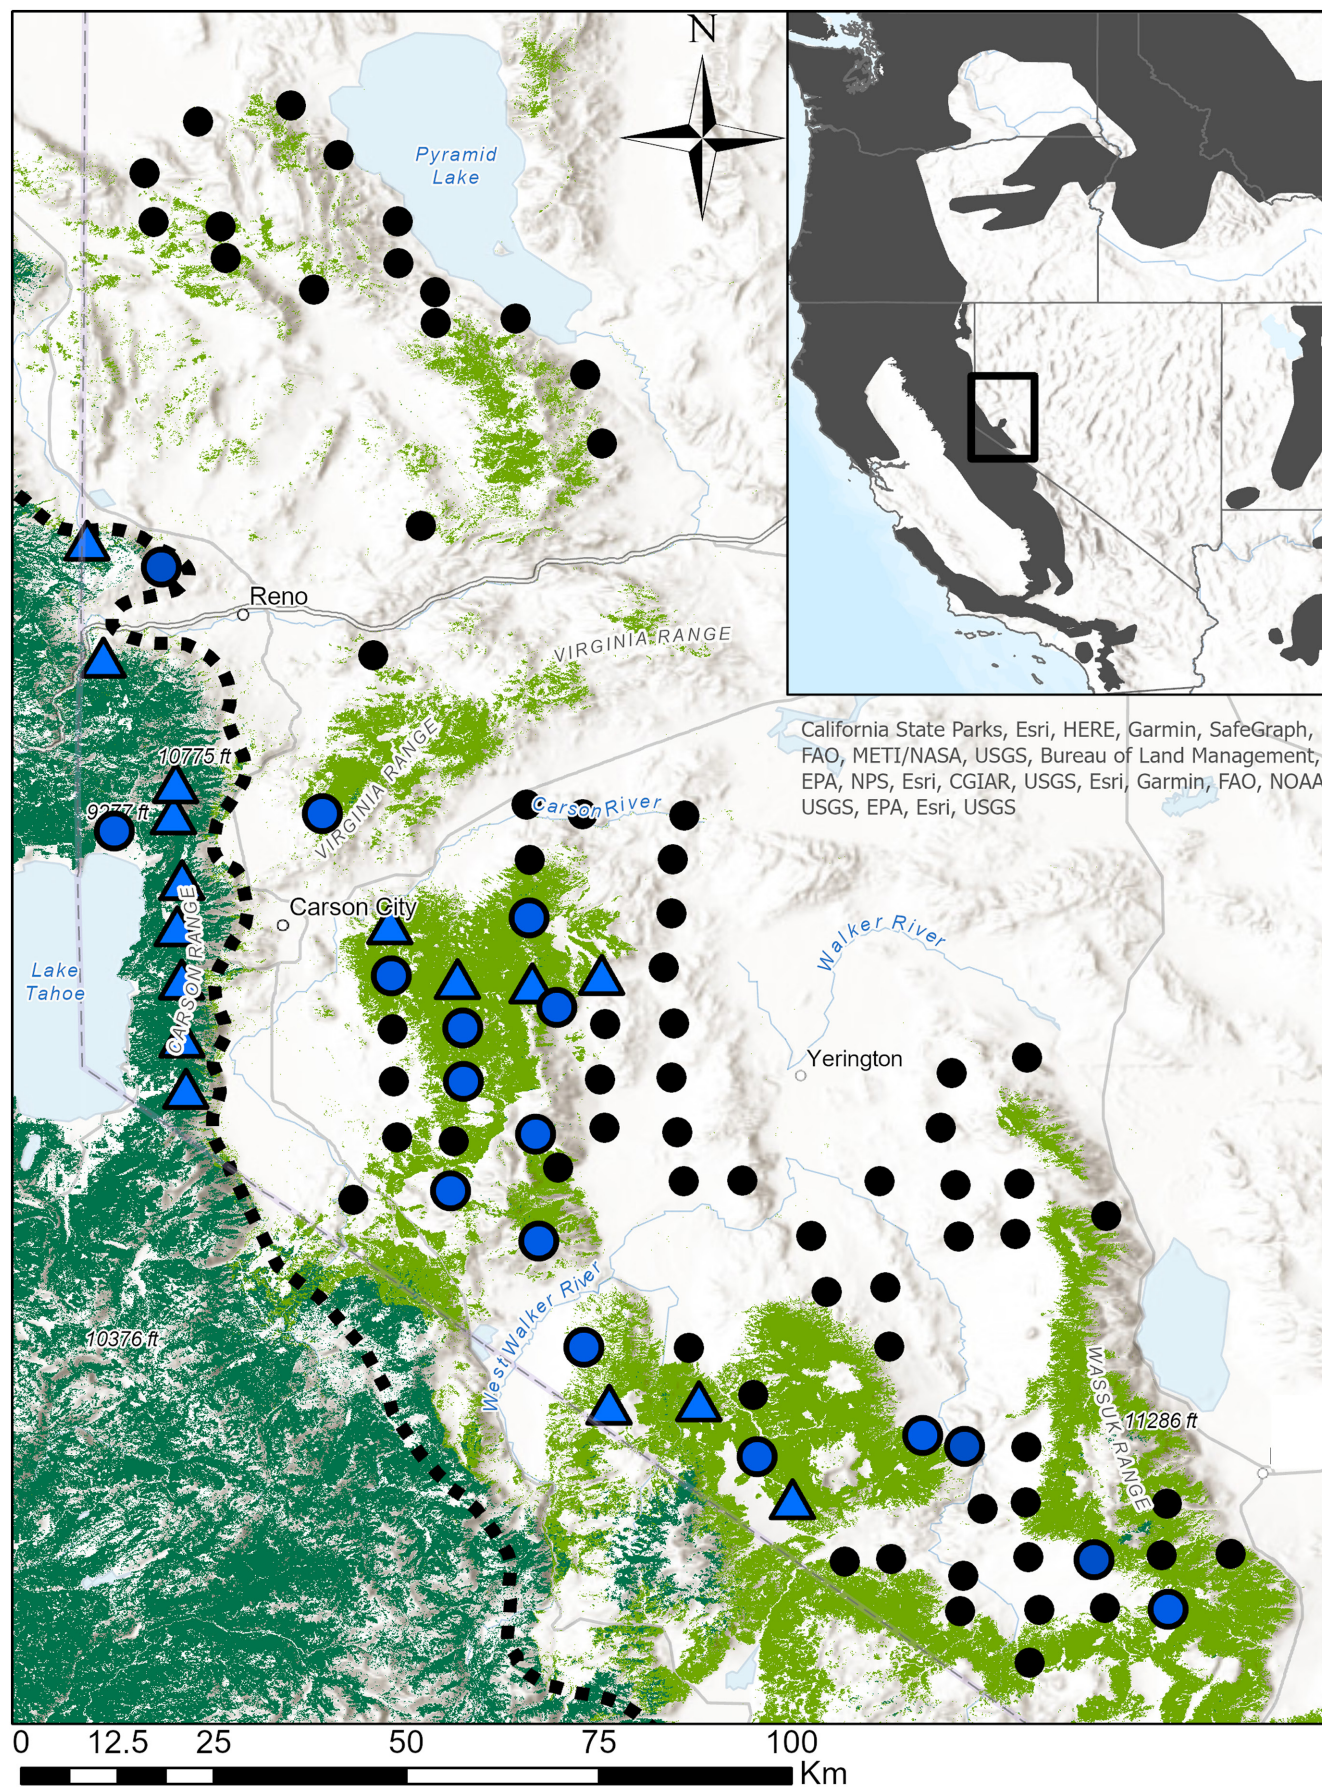 N
Pyramid
Lake
Reno
VIRGINIA RANGE
California State Parks, Esri, HERE, Garmin, SafeGraph,
FAO, METI/NASA, USGS, Bureau of Land Management,
EPA, NPS, Esri, CGIAR, USGS, Esri, Garmin, FAO, NOAA
USGS, EPA, Esri, USGS
10775 ft
VIRGINIA RANGE
9277 ft
Carson River
Carson City
CARSON RANGE
Walker River
Lake
Tahoe
Yerington
West Walker River
10376 ft
WASSUK RANGE
11286 ft
0 12.5 25 50 75 100
Km